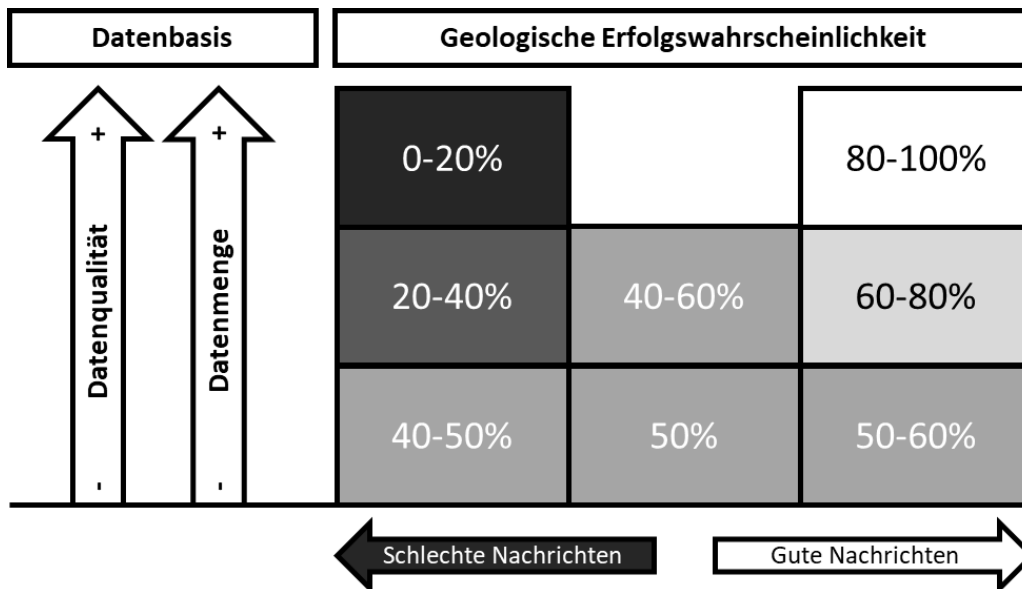 Datenbasis
Geologische Erfolgswahrscheinlichkeit
+
+
Datenqualität
Datenmenge
-
-
0-20%
80-100%
20-40%
40-60%
60-80%
40-50%
50%
50-60%
Schlechte Nachrichten
Gute Nachrichten